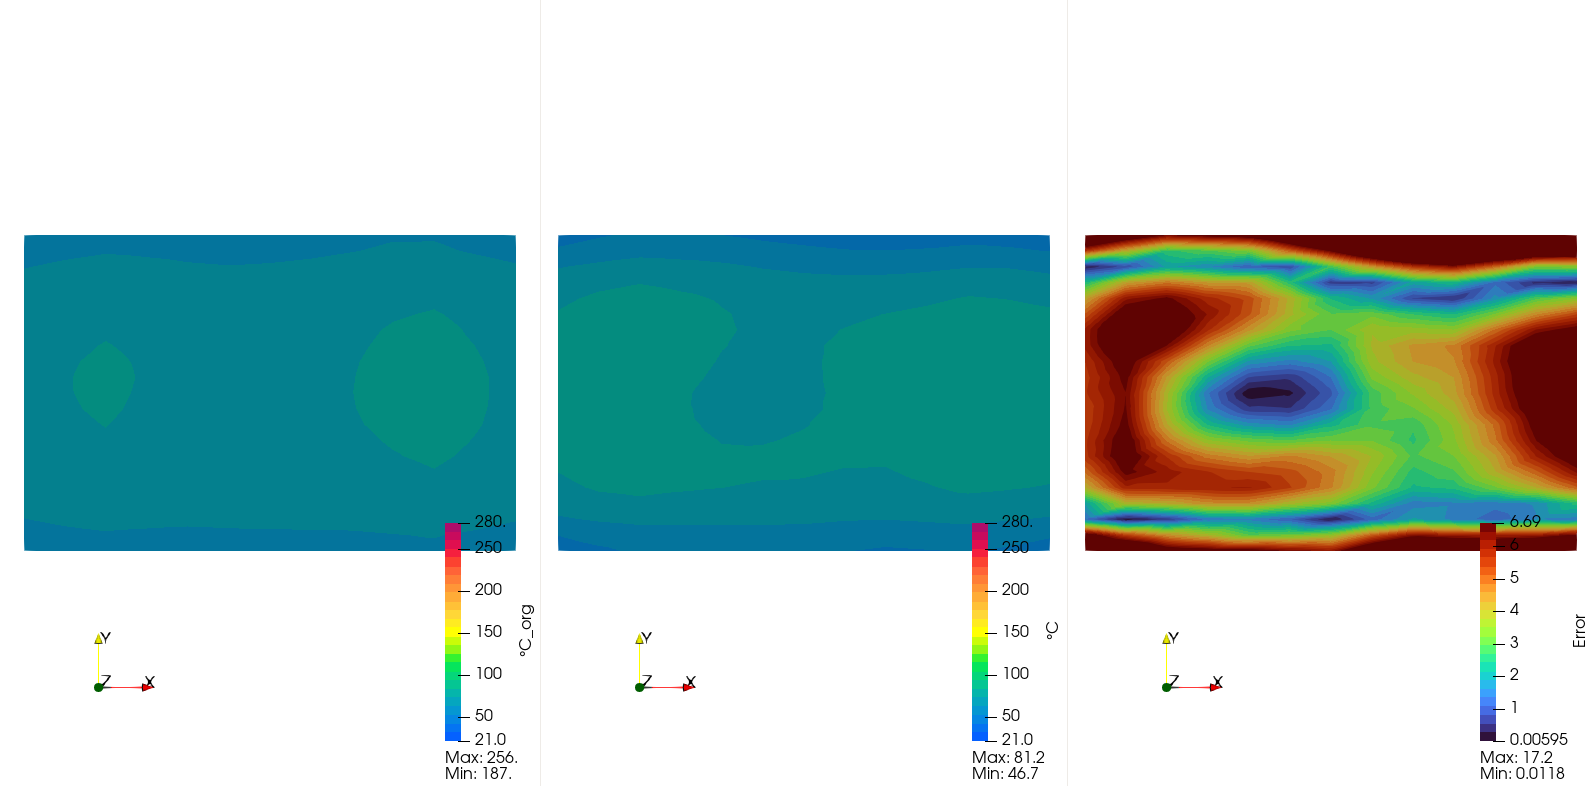 280.
250
200
150
100
50
21.0
°C_org
Max: 256.
Min: 187.
Y
Z
X
280.
250
200
150
100
50
21.0
°C
Max: 81.2
Min: 46.7
Y
Z
X
6.69
6
5
4
3
2
1
0.00595
Error
Max: 17.2
Min: 0.0118
Y
Z
X